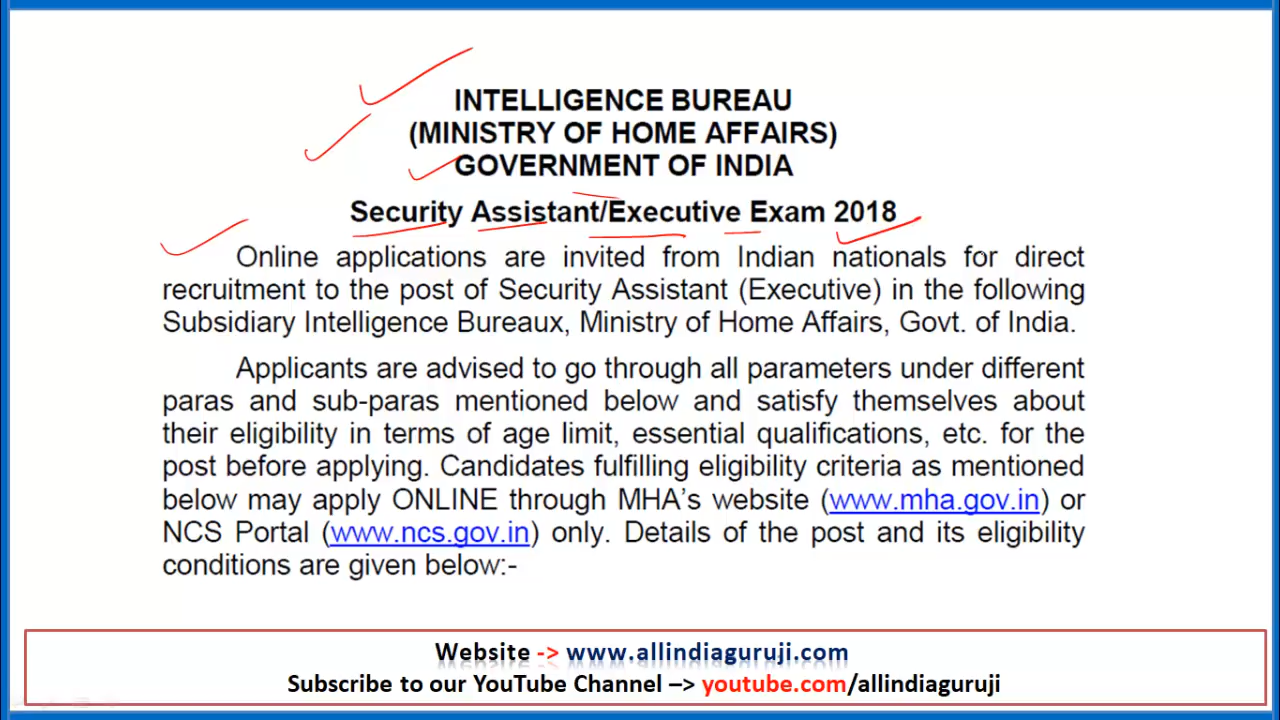 INTELLIGENCE BUREAU
(MINISTRY OF HOME AFFAIRS)
GOVERNMENT OF INDIA
Security Assistant/Executive Exam 2018
Online applications are invited from Indian nationals for direct
recruitment to the post of Security Assistant (Executive) in the following
Subsidiary Intelligence Bureaux, Ministry of Home Affairs, Govt. of India.
Applicants are advised to go through all parameters under different
paras and sub-paras mentioned below and satisfy themselves about
their eligibility in terms of age limit, essential qualifications, etc. for the
post before applying. Candidates fulfilling eligibility criteria as mentioned
below may apply ONLINE through MHA's website (www.mha.gov.in) or
NCS Portal (www.ncs.gov.in) only. Details of the post and its eligibility
conditions are given below:-
Website -> www.allindiaguruji.com
Subscribe to our YouTube Channel –> youtube.com/allindiaguruji